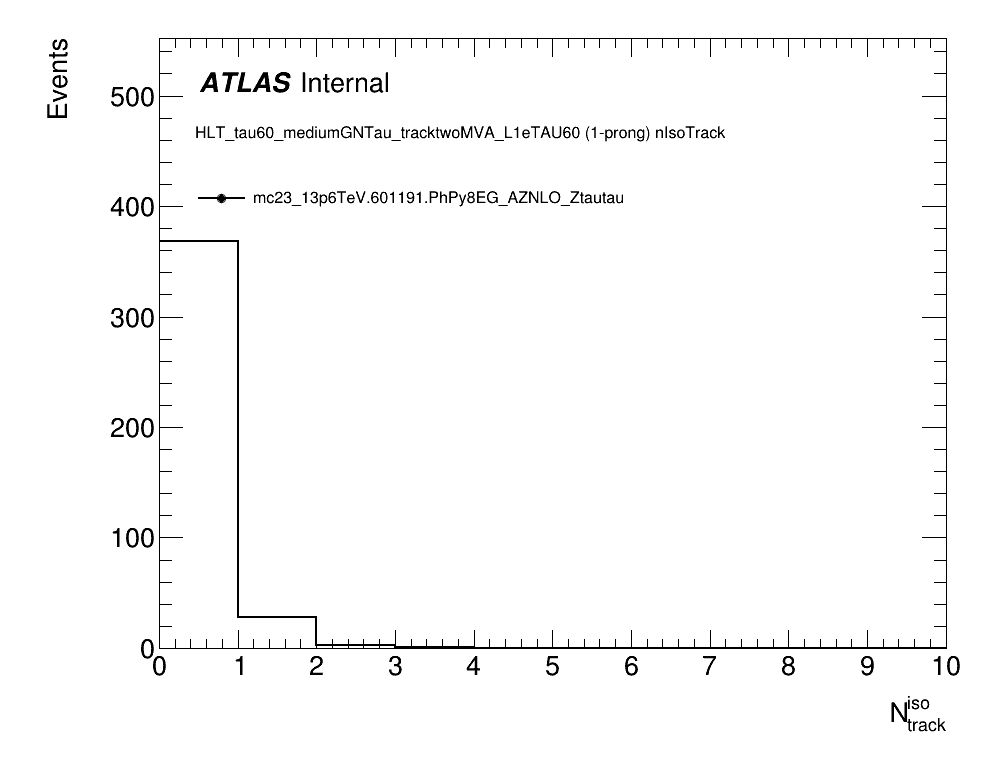 Events
500
400
300
200
100
0
ATLAS Internal
HLT_tau60_mediumGNTau_tracktwoMVA_L1eTAU60 (1-prong) nIsoTrack
mc23_13p6TeV.601191.PhPy8EG_AZNLO_Ztautau
0 1 2 3 4 5 6 7 8 9 10
N iso track